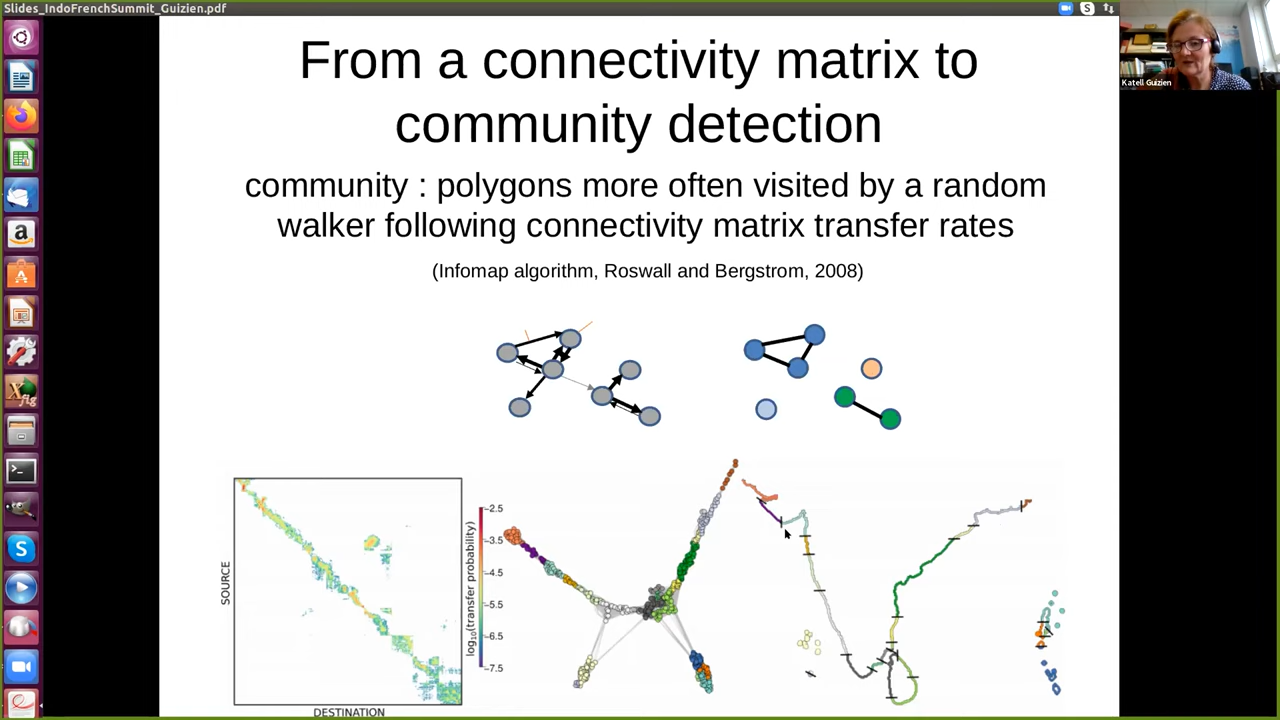 Slides_IndoFrenchSummit_Guizien.pdf
From a connectivity matrix to
community detection
community : polygons more often visited by a random
walker following connectivity matrix transfer rates
(Infomap algorithm, Roswall and Bergstrom, 2008)
Katell Guizien
SOURCE
DESTINATION
log10(transfer probability)
−2.5
−3.5
−4.5
−5.5
−6.5
−7.5